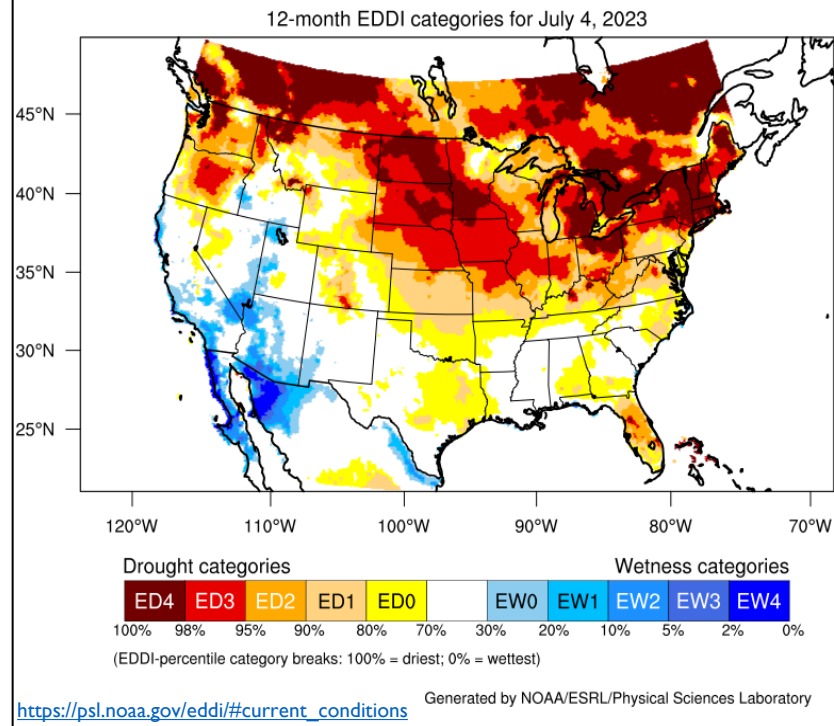 12-month EDDI categories for July 4, 2023
45°N
40°N
35°N
30°N
25°N
120°W 110°W 100°W 90°W 80°W 70°W
Drought categories Wetness categories
ED4 ED3 ED2 ED1 ED0 EW0 EW1 EW2 EW3 EW4
100% 98% 95% 90% 80% 70% 30% 20% 10% 5% 2% 0%
(EDDI-percentile category breaks: 100% = driest; 0% = wettest)
Generated by NOAA/ESRL/Physical Sciences Laboratory
https://psl.noaa.gov/eddi/#current_conditions